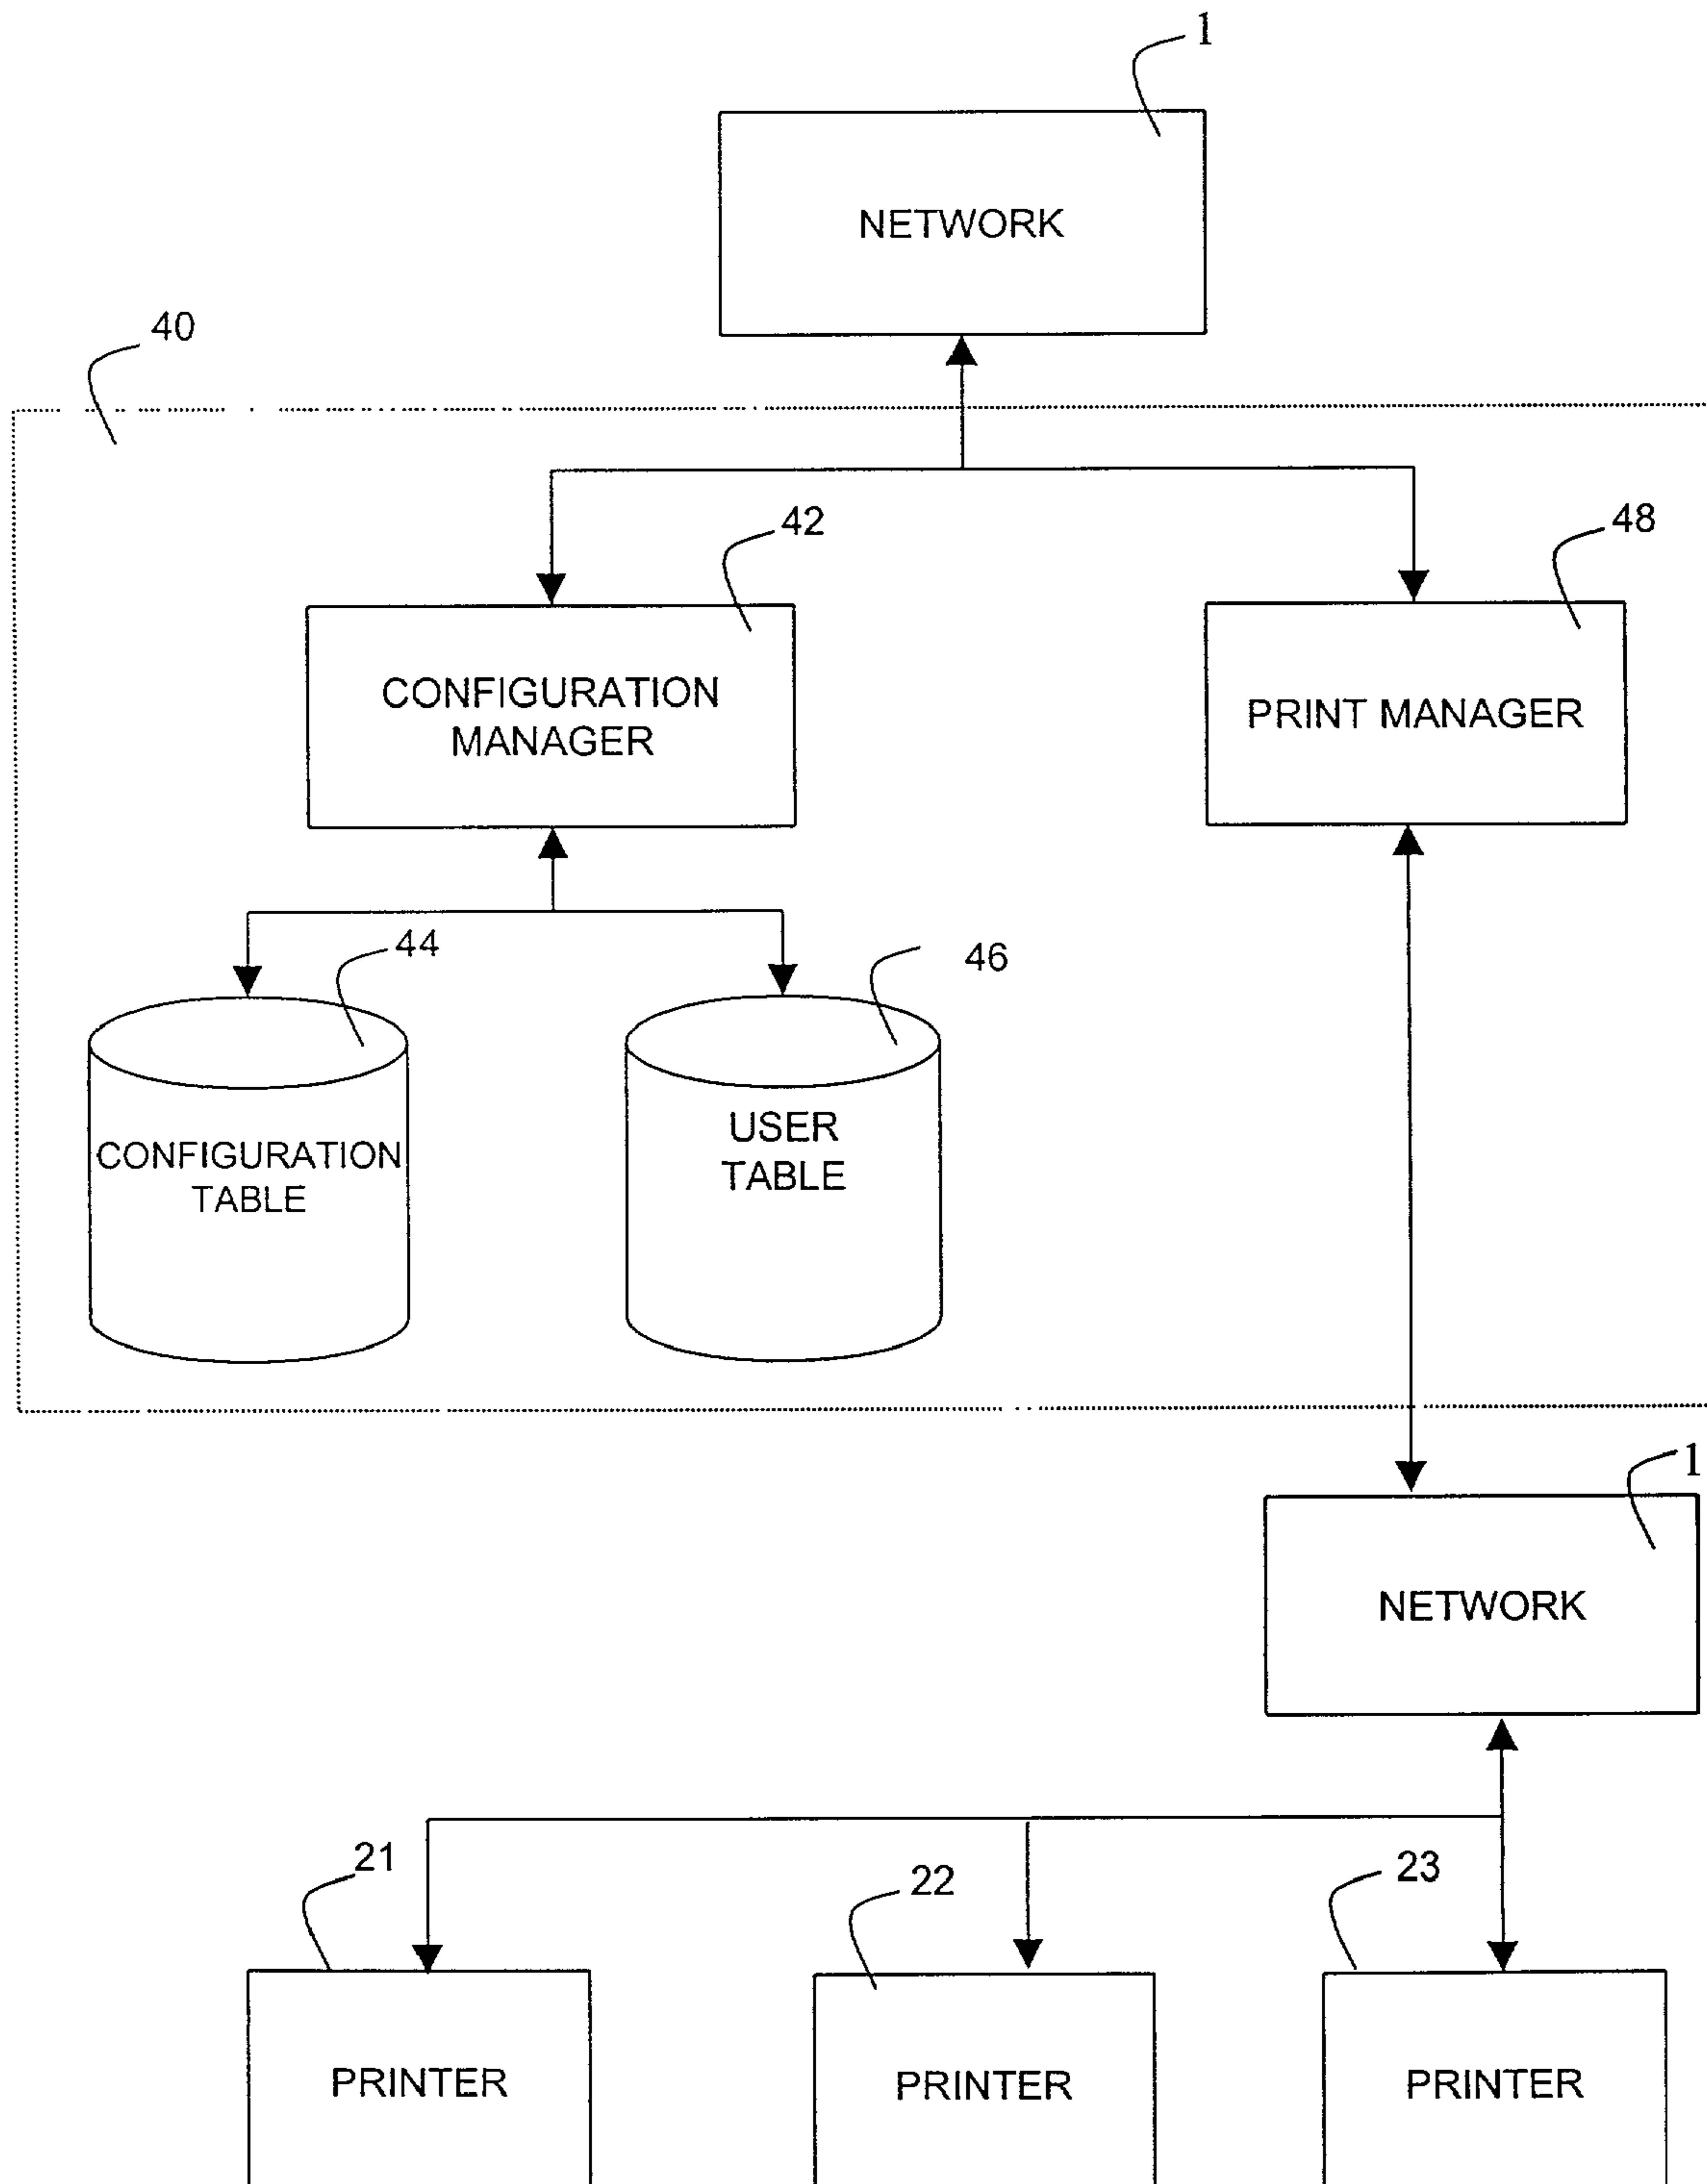 1
NETWORK
40
42
48
CONFIGURATION
MANAGER
PRINT MANAGER
44
46
CONFIGURATION
TABLE
USER
TABLE
1
NETWORK
21
22
23
PRINTER
PRINTER
PRINTER